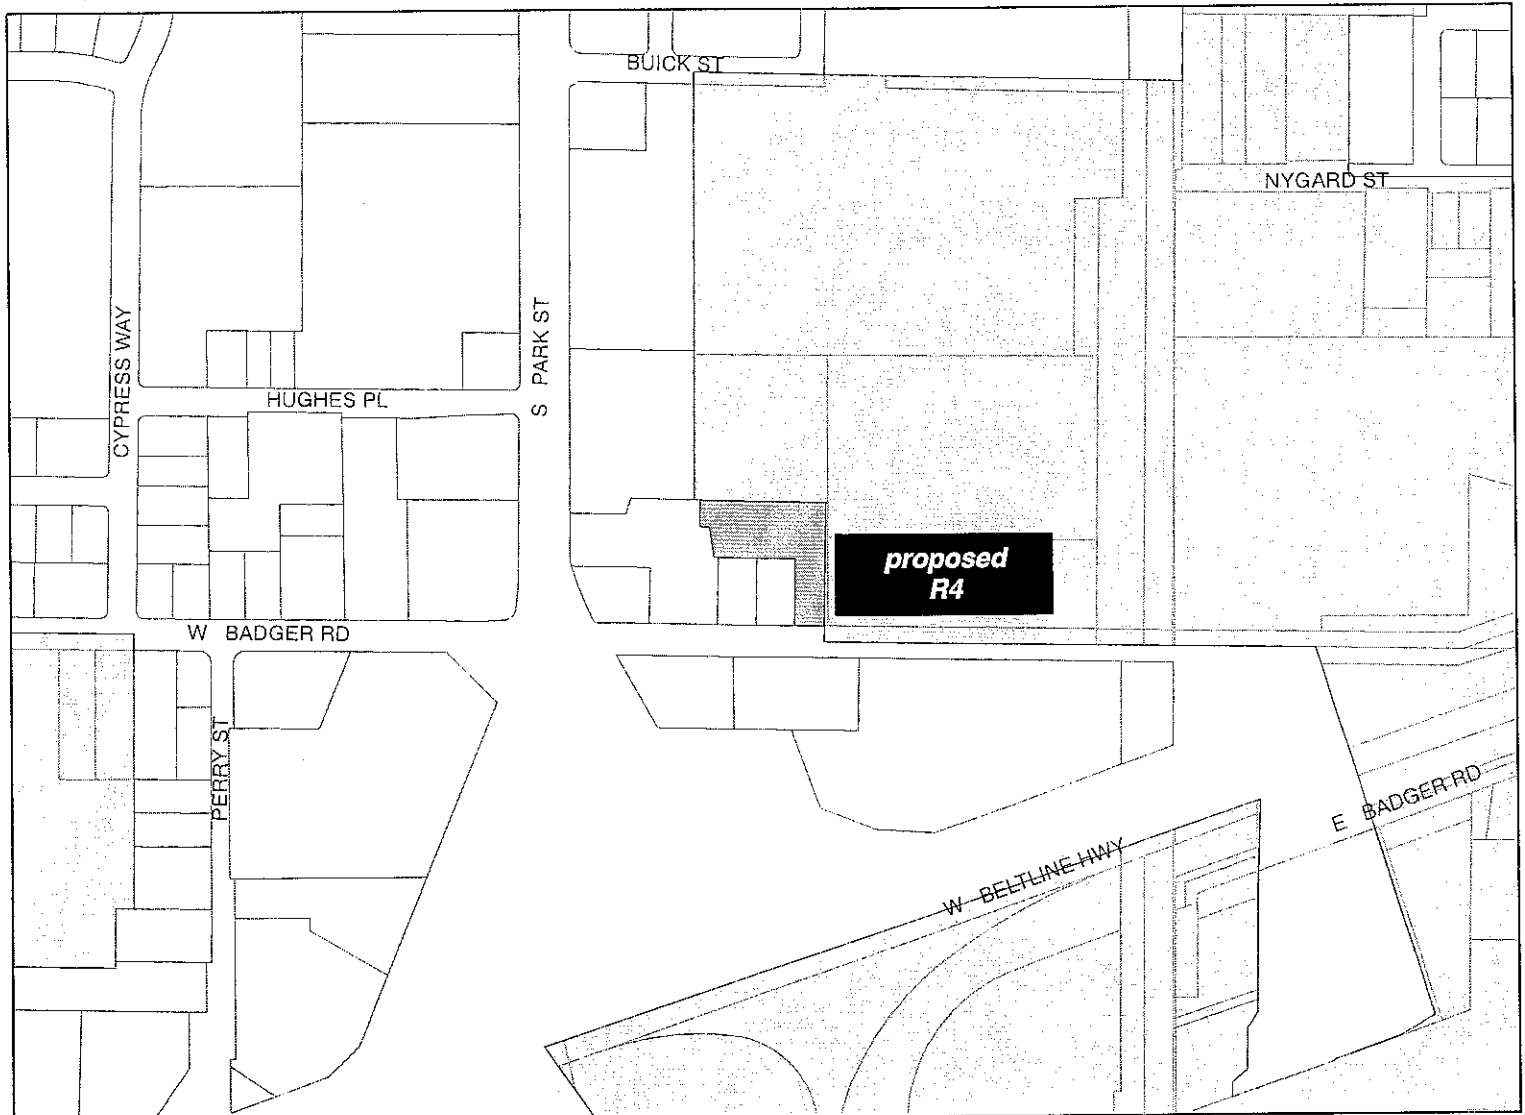 BUICK ST
NYGARD ST
CYPRESS WAY
S PARK ST
HUGHES PL
proposed
R4
W BADGER RD
PERRY ST
E BADGER RD
W BELTLINE HWY